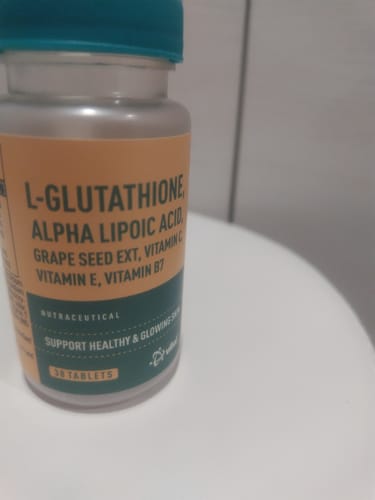 L-GLUTATHIONE,
ALPHA LIPOIC ACID,
GRAPE SEED EXT, VITAMIN C,
VITAMIN E, VITAMIN B7
NUTRACEUTICAL
SUPPORT HEALTHY & GLOWING SKIN
30 TABLETS